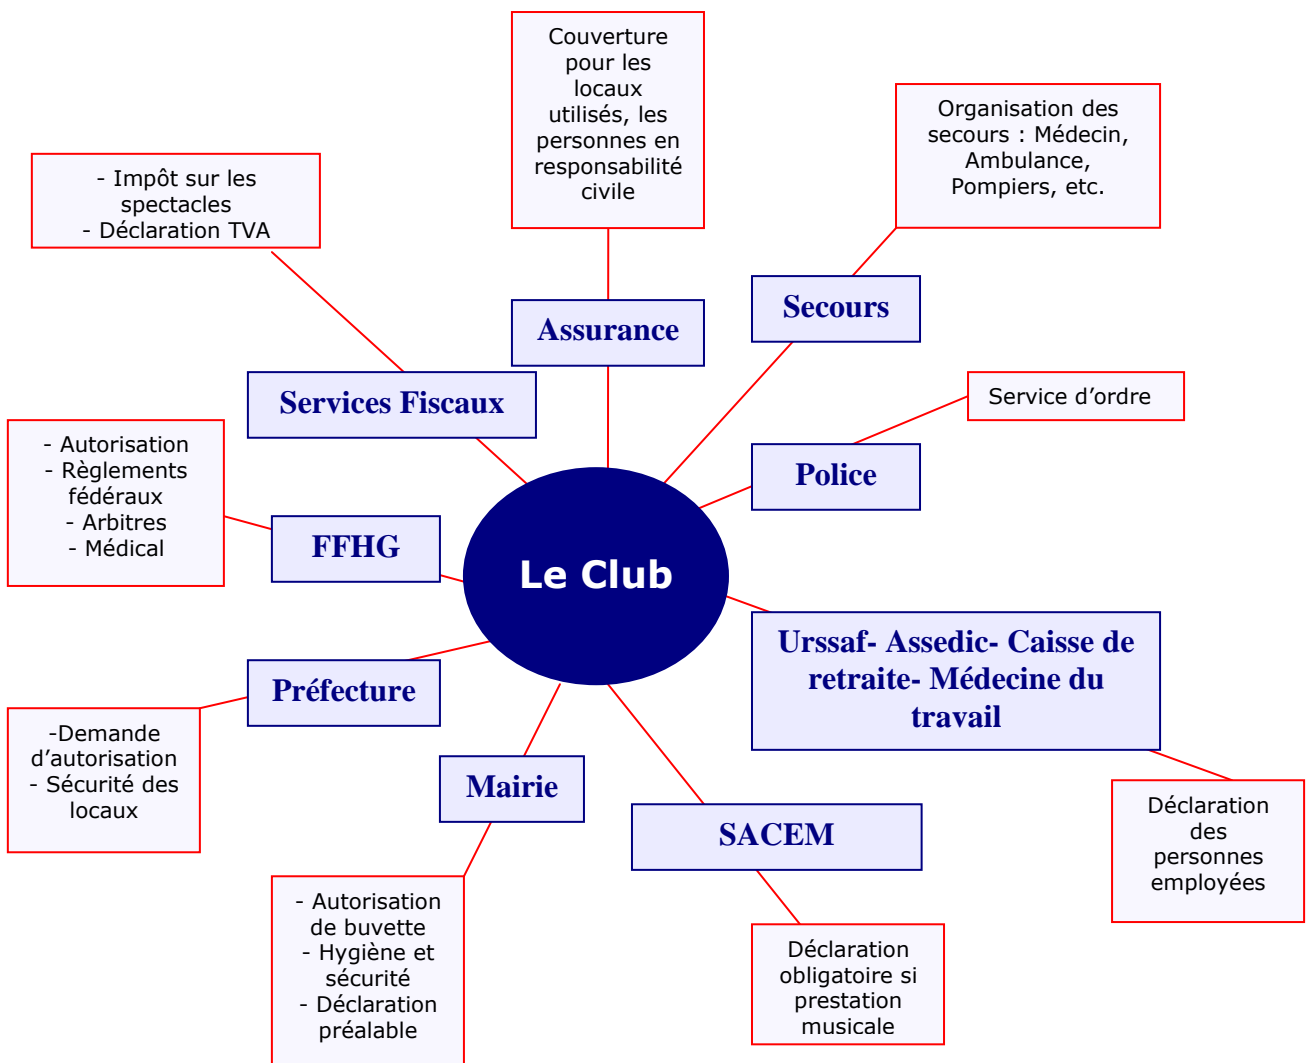 Couverture
pour les
locaux
utilisés, les
personnes en
responsabilité
civile
Organisation des
secours : Médecin,
Ambulance,
Pompiers, etc.
- Impôt sur les
spectacles
- Déclaration TVA
Secours
Assurance
Services Fiscaux
Service d’ordre
- Autorisation
- Règlements
fédéraux
- Arbitres
- Médical
Police
FFHG
Le Club
Urssaf- Assedic- Caisse de
retraite- Médecine du
travail
Préfecture
-Demande
d’autorisation
- Sécurité des
locaux
Mairie
SACEM
Déclaration
des
personnes
employées
- Autorisation
de buvette
- Hygiène et
sécurité
- Déclaration
préalable
Déclaration
obligatoire si
prestation
musicale